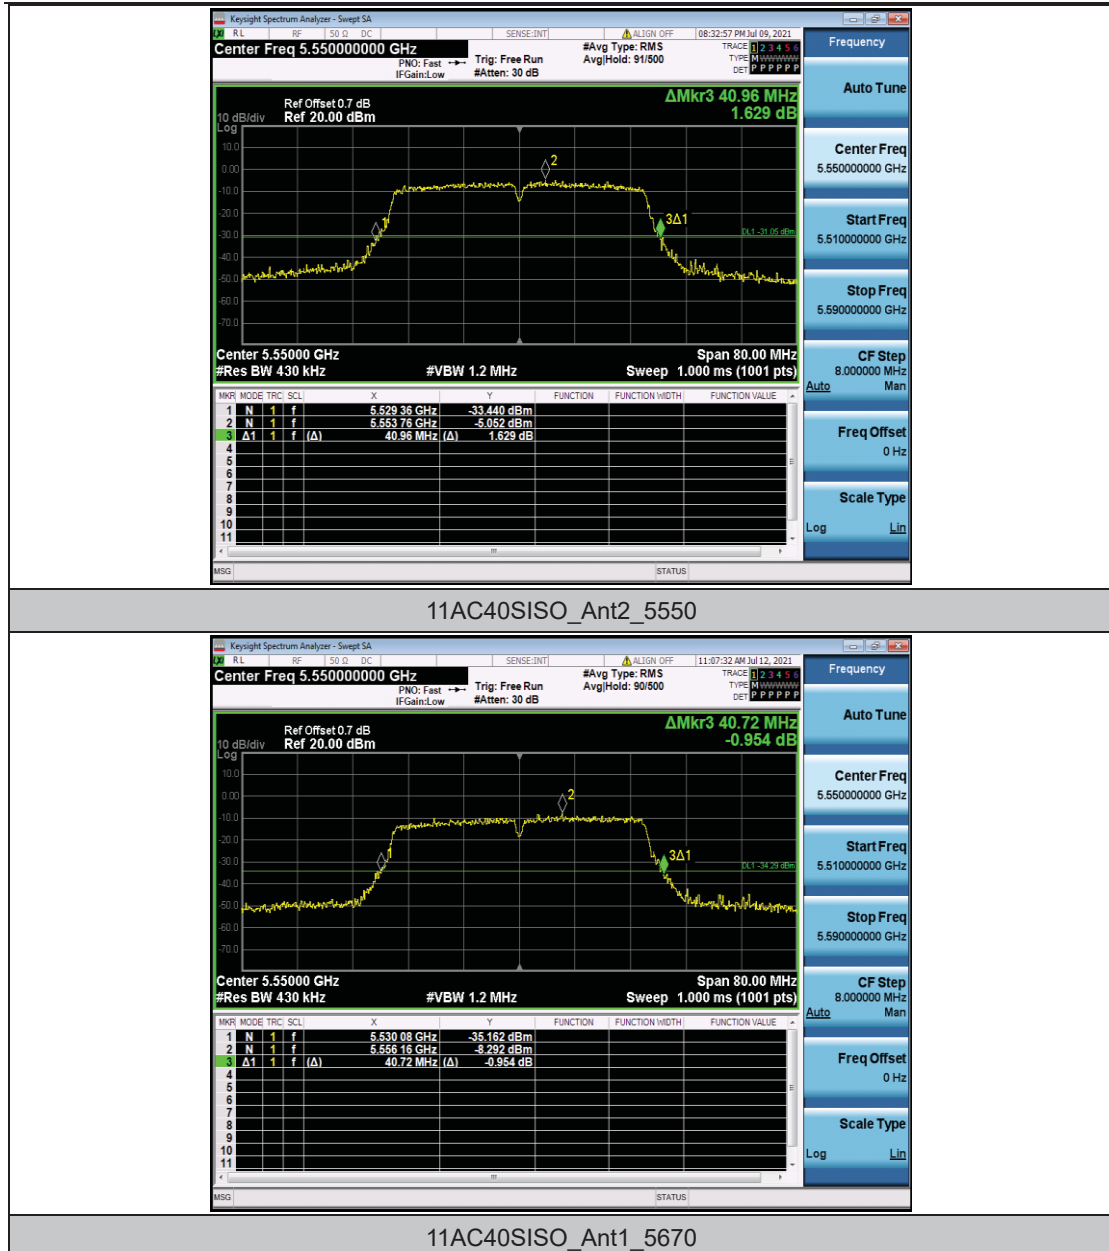 Keysight Spectrum Analyzer - Swept SA
LXI RL RF 50 Ω DC SENSE:INT ALIGN OFF 08:32:57 PM Jul 09, 2021
Center Freq 5.550000000 GHz #Avg Type: RMS TRACE 1 2 3 4 5 6
PNO: Fast Trig: Free Run Avg|Hold: 91/500 TYPE M WWWWW
IFGain:Low #Atten: 30 dB DET P P P P P P
ΔMkr3 40.96 MHz
1.629 dB
Ref Offset 0.7 dB
10 dB/div Ref 20.00 dBm
Log
10.0
0.00
-10.0
-20.0
-30.0
-40.0
-50.0
-60.0
-70.0
1
2
3Δ1
DL1 -31.05 dBm
Center 5.55000 GHz Span 80.00 MHz
#Res BW 430 kHz #VBW 1.2 MHz Sweep 1.000 ms (1001 pts)
MKR MODE TRC SCL X Y FUNCTION FUNCTION WIDTH FUNCTION VALUE
1 N 1 f 5.529 36 GHz -33.440 dBm
2 N 1 f 5.553 76 GHz -5.052 dBm
3 Δ1 1 f (Δ) 40.96 MHz (Δ) 1.629 dB
4
5
6
7
8
9
10
11
MSG STATUS
Frequency
Auto Tune
Center Freq
5.550000000 GHz
Start Freq
5.510000000 GHz
Stop Freq
5.590000000 GHz
CF Step
8.000000 MHz
Auto Man
Freq Offset
0 Hz
Scale Type
Log Lin
11AC40SISO_Ant2_5550
Keysight Spectrum Analyzer - Swept SA
LXI RL RF 50 Ω DC SENSE:INT ALIGN OFF 11:07:32 AM Jul 12, 2021
Center Freq 5.550000000 GHz #Avg Type: RMS TRACE 1 2 3 4 5 6
PNO: Fast Trig: Free Run Avg|Hold: 90/500 TYPE M WWWWW
IFGain:Low #Atten: 30 dB DET P P P P P P
ΔMkr3 40.72 MHz
-0.954 dB
Ref Offset 0.7 dB
10 dB/div Ref 20.00 dBm
Log
10.0
0.00
-10.0
-20.0
-30.0
-40.0
-50.0
-60.0
-70.0
1
2
3Δ1
DL1 -34.29 dBm
Center 5.55000 GHz Span 80.00 MHz
#Res BW 430 kHz #VBW 1.2 MHz Sweep 1.000 ms (1001 pts)
MKR MODE TRC SCL X Y FUNCTION FUNCTION WIDTH FUNCTION VALUE
1 N 1 f 5.530 08 GHz -35.162 dBm
2 N 1 f 5.556 16 GHz -8.292 dBm
3 Δ1 1 f (Δ) 40.72 MHz (Δ) -0.954 dB
4
5
6
7
8
9
10
11
MSG STATUS
Frequency
Auto Tune
Center Freq
5.550000000 GHz
Start Freq
5.510000000 GHz
Stop Freq
5.590000000 GHz
CF Step
8.000000 MHz
Auto Man
Freq Offset
0 Hz
Scale Type
Log Lin
11AC40SISO_Ant1_5670